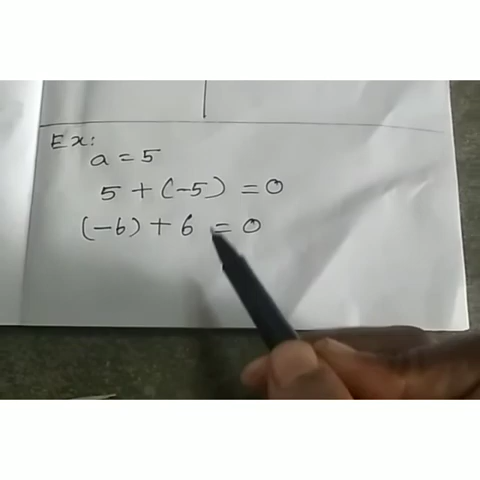 Ex:
a = 5
5 + (-5) = 0
(-6) + 6 = 0